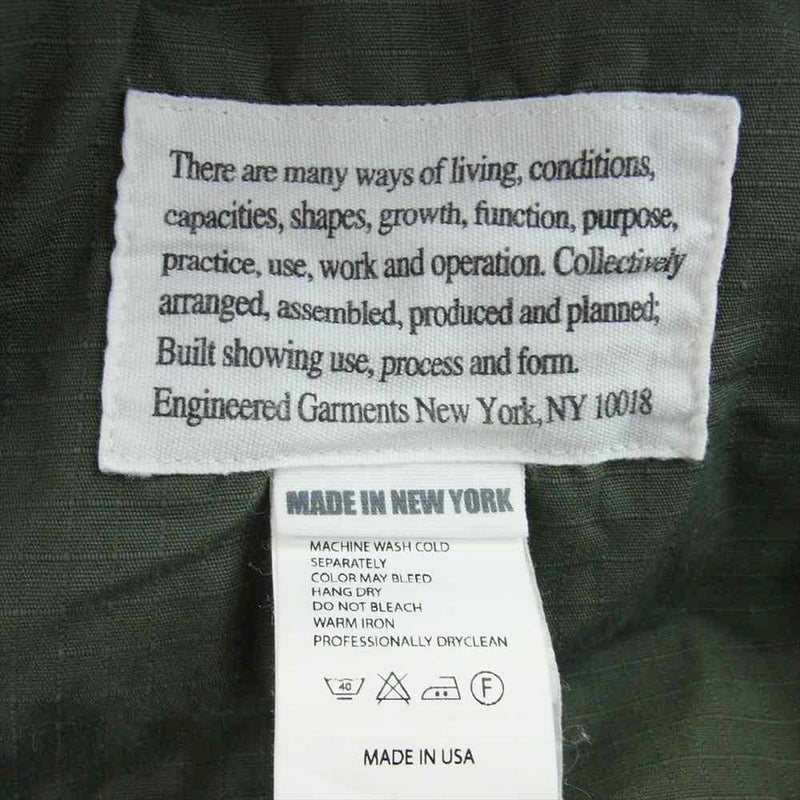 There are many ways of living, conditions,
capacities, shapes, growth, function, purpose,
practice, use, work and operation. Collectively
arranged, assembled, produced and planned;
Built showing use, process and form.
Engineered Garments New York, NY 10018
MADE IN NEW YORK
MACHINE WASH COLD
SEPARATELY
COLOR MAY BLEED
HANG DRY
DO NOT BLEACH
WARM IRON
PROFESSIONALLY DRYCLEAN
40 F
MADE IN USA